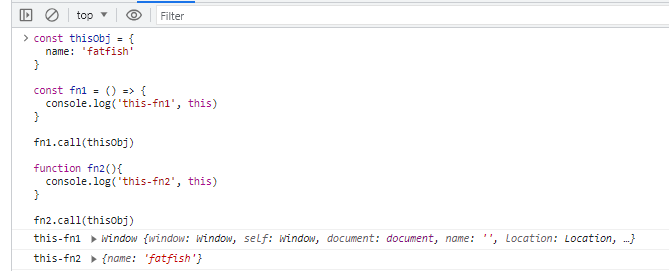 top ▼ Filter
> const thisObj = {
    name: 'fatfish'
  }

  const fn1 = () => {
    console.log('this-fn1', this)
  }

  fn1.call(thisObj)

  function fn2(){
    console.log('this-fn2', this)
  }

  fn2.call(thisObj)
this-fn1 ▶ Window {window: Window, self: Window, document: document, name: '', location: Location, …}
this-fn2 ▶ {name: 'fatfish'}